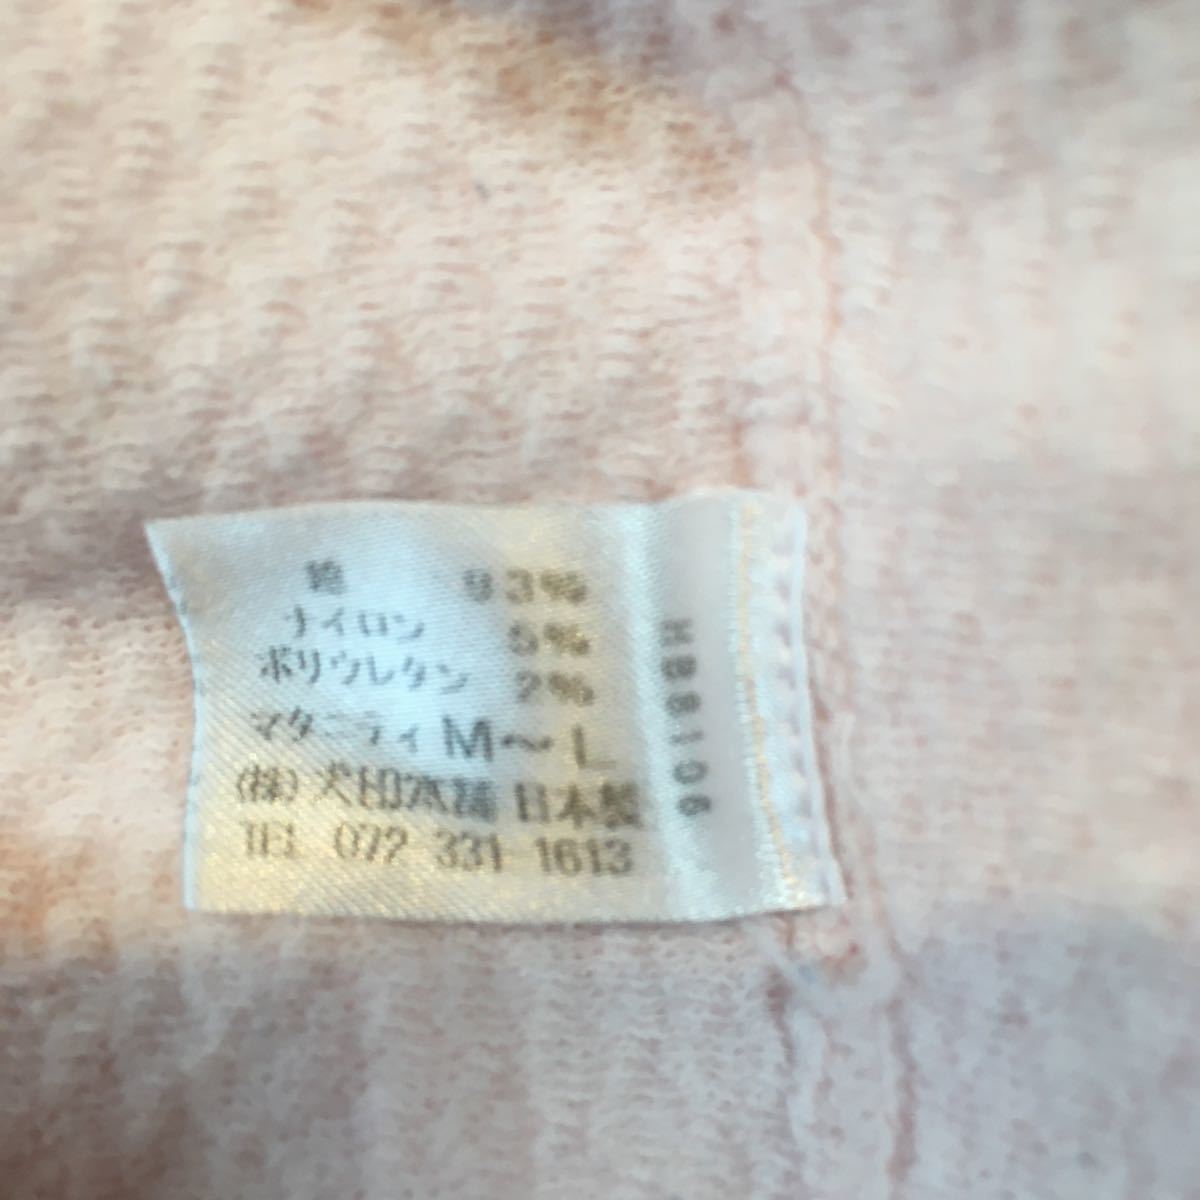 綿 93%
ナイロン 5%
ポリウレタン 2%
マタニティ M〜L
(株)犬印本舗 日本製
TEL 072 331 1613
HB8106